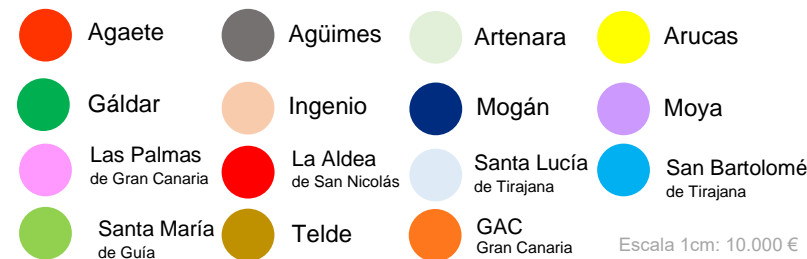 Agaete
Agüimes
Artenara
Arucas
Gáldar
Ingenio
Mogán
Moya
Las Palmas
de Gran Canaria
La Aldea
de San Nicolás
Santa Lucía
de Tirajana
San Bartolomé
de Tirajana
Santa María
de Guía
Telde
GAC
Gran Canaria
Escala 1cm: 10.000 €